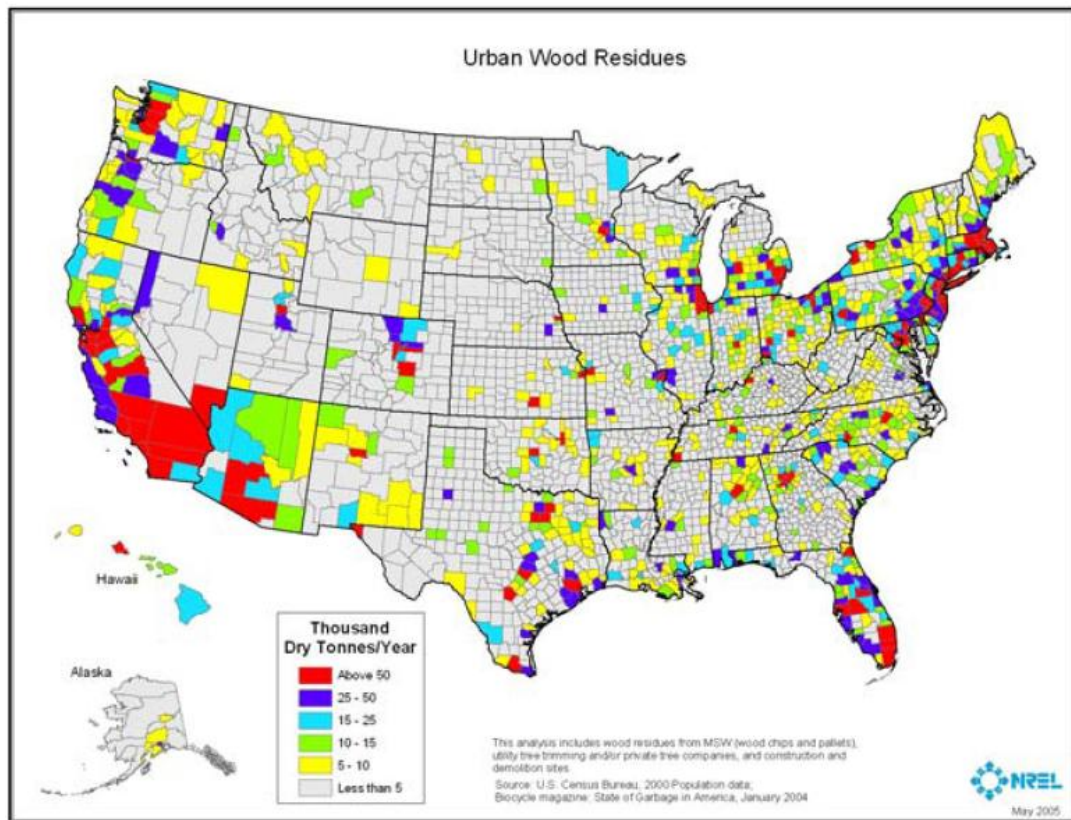 Urban Wood Residues
Hawaii
Alaska
Thousand
Dry Tonnes/Year
Above 50
25 - 50
15 - 25
10 - 15
5 - 10
Less than 5
This analysis includes wood residues from MSW (wood chips and pallets),
utility tree trimming and/or private tree companies, and construction and
demolition sites
Source: U.S. Census Bureau, 2000 Population data;
Biocycle magazine; State of Garbage in America, January 2004
NREL
May 2005